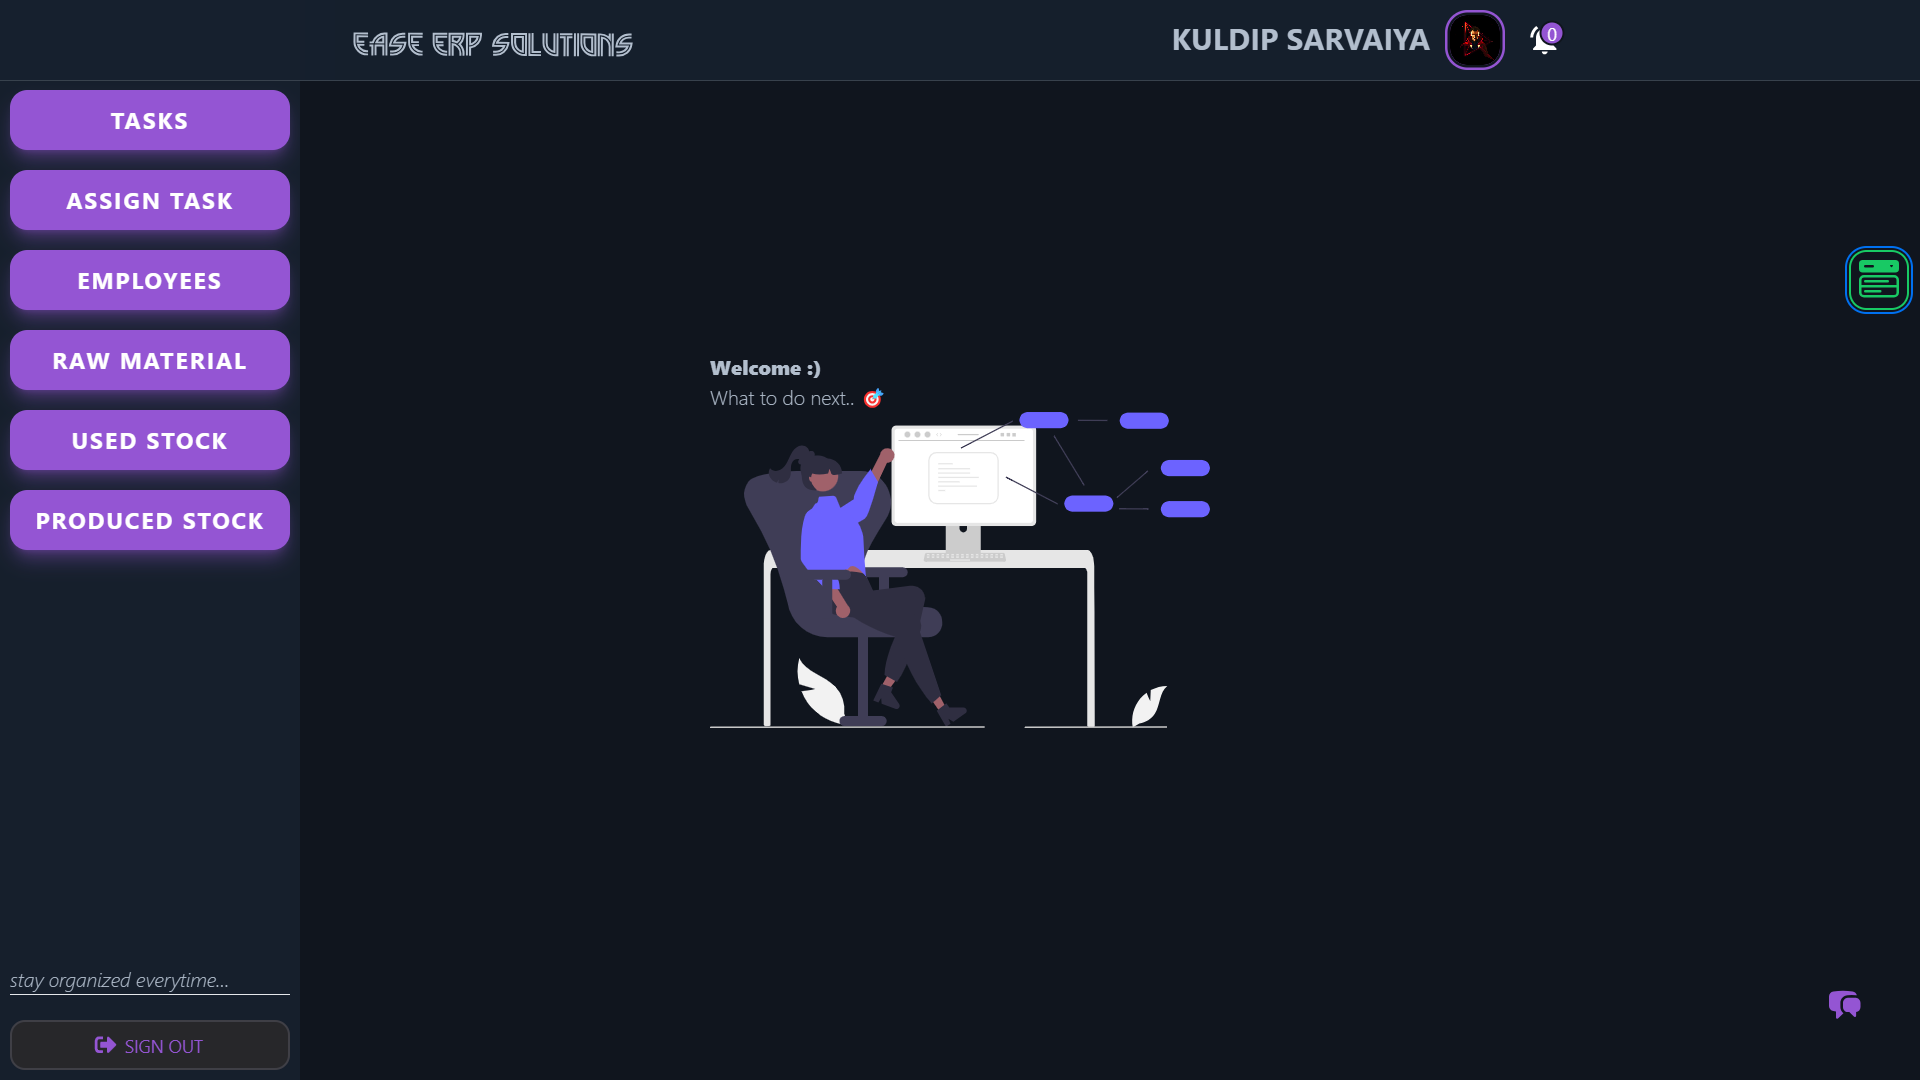 EASE ERP SOLUTIONS
KULDIP SARVAIYA
0
TASKS
ASSIGN TASK
EMPLOYEES
RAW MATERIAL
USED STOCK
PRODUCED STOCK
Welcome :)
What to do next.. 🎯
stay organized everytime...
SIGN OUT